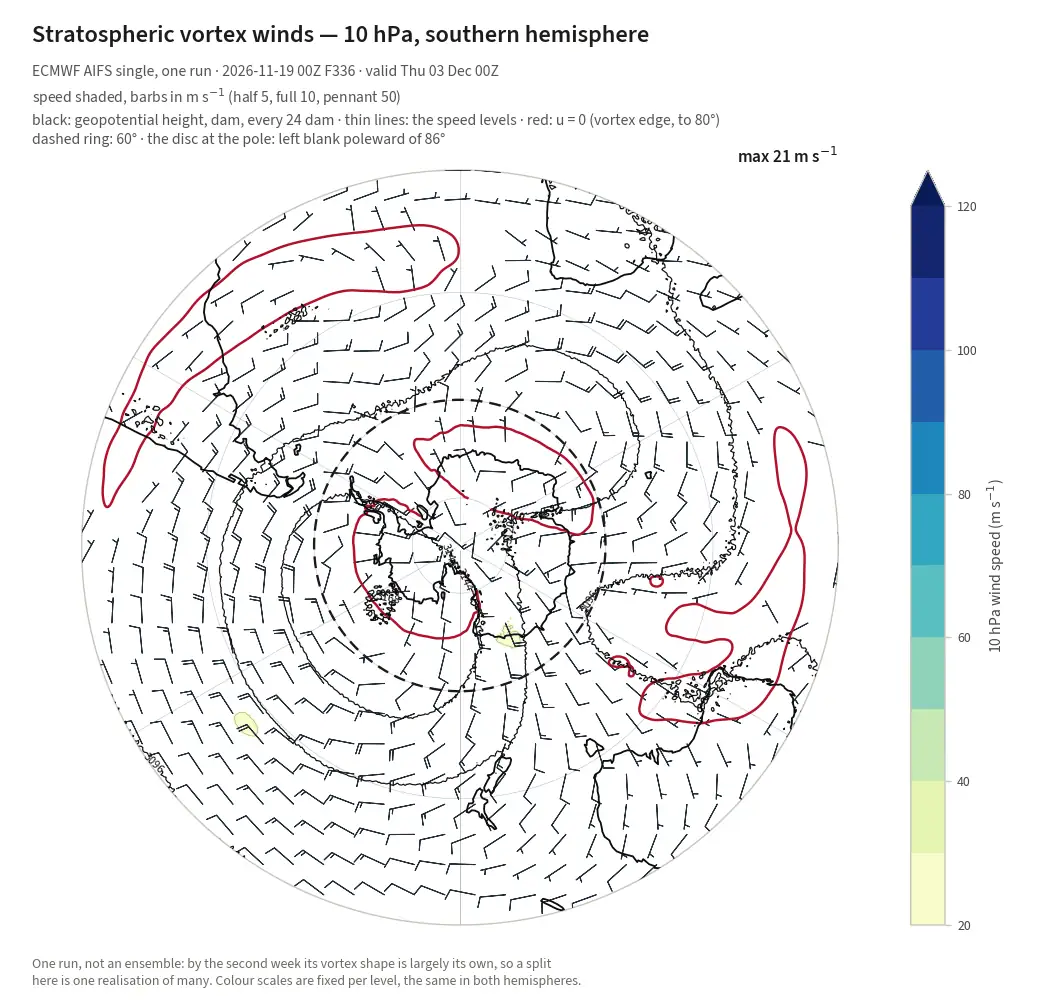 Stratospheric vortex winds — 10 hPa, southern hemisphere
ECMWF AIFS single, one run · 2026-11-19 00Z F336 · valid Thu 03 Dec 00Z
speed shaded, barbs in m s⁻¹ (half 5, full 10, pennant 50)
black: geopotential height, dam, every 24 dam · thin lines: the speed levels · red: u = 0 (vortex edge, to 80°)
dashed ring: 60° · the disc at the pole: left blank poleward of 86°
max 21 m s⁻¹
120
100
80
60
40
20
10 hPa wind speed (m s⁻¹)
3096
One run, not an ensemble: by the second week its vortex shape is largely its own, so a split
here is one realisation of many. Colour scales are fixed per level, the same in both hemispheres.